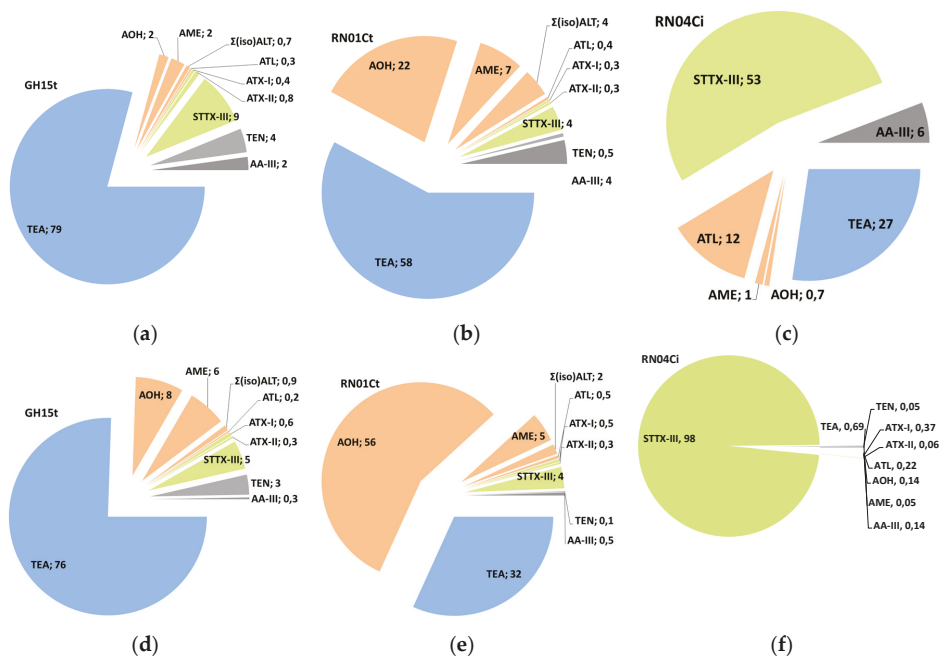 GH15t
AOH; 2
AME; 2
Σ(iso)ALT; 0,7
ATL; 0,3
ATX-I; 0,4
ATX-II; 0,8
STTX-III; 9
TEN; 4
AA-III; 2
TEA; 79
(a)
RN01Ct
AOH; 22
AME; 7
Σ(iso)ALT; 4
ATL; 0,4
ATX-I; 0,3
ATX-II; 0,3
STTX-III; 4
TEN; 0,5
AA-III; 4
TEA; 58
(b)
RN04Ci
STTX-III; 53
AA-III; 6
TEA; 27
ATL; 12
AME; 1
AOH; 0,7
(c)
GH15t
AOH; 8
AME; 6
Σ(iso)ALT; 0,9
ATL; 0,2
ATX-I; 0,6
ATX-II; 0,3
STTX-III; 5
TEN; 3
AA-III; 0,3
TEA; 76
(d)
RN01Ct
AOH; 56
AME; 5
Σ(iso)ALT; 2
ATL; 0,5
ATX-I; 0,5
ATX-II; 0,3
STTX-III; 4
TEN; 0,1
AA-III; 0,5
TEA; 32
(e)
RN04Ci
STTX-III, 98
TEA, 0,69
TEN, 0,05
ATX-I, 0,37
ATX-II, 0,06
ATL, 0,22
AOH, 0,14
AME, 0,05
AA-III, 0,14
(f)